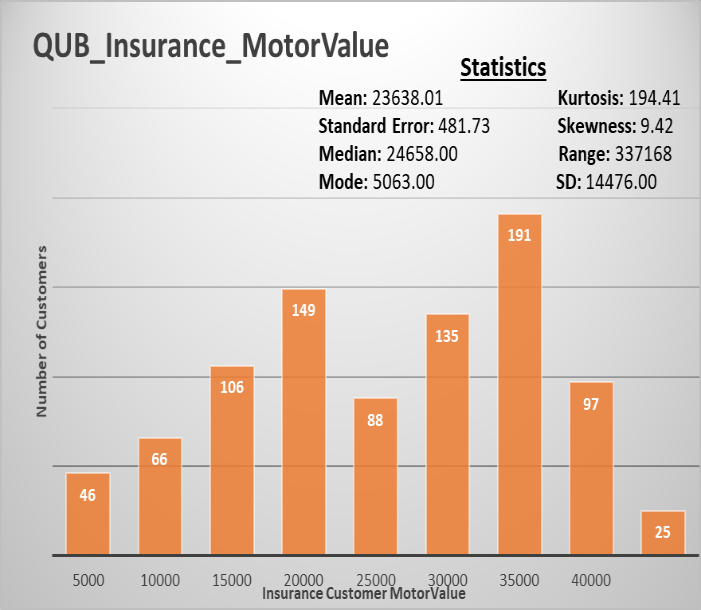 QUB_Insurance_MotorValue
Statistics
Mean: 23638.01
Kurtosis: 194.41
Standard Error: 481.73
Skewness: 9.42
Median: 24658.00
Range: 337168
Mode: 5063.00
SD: 14476.00
Number of Customers
191
149
135
106
97
88
66
46
25
5000 10000 15000 20000 25000 30000 35000 40000
Insurance Customer MotorValue